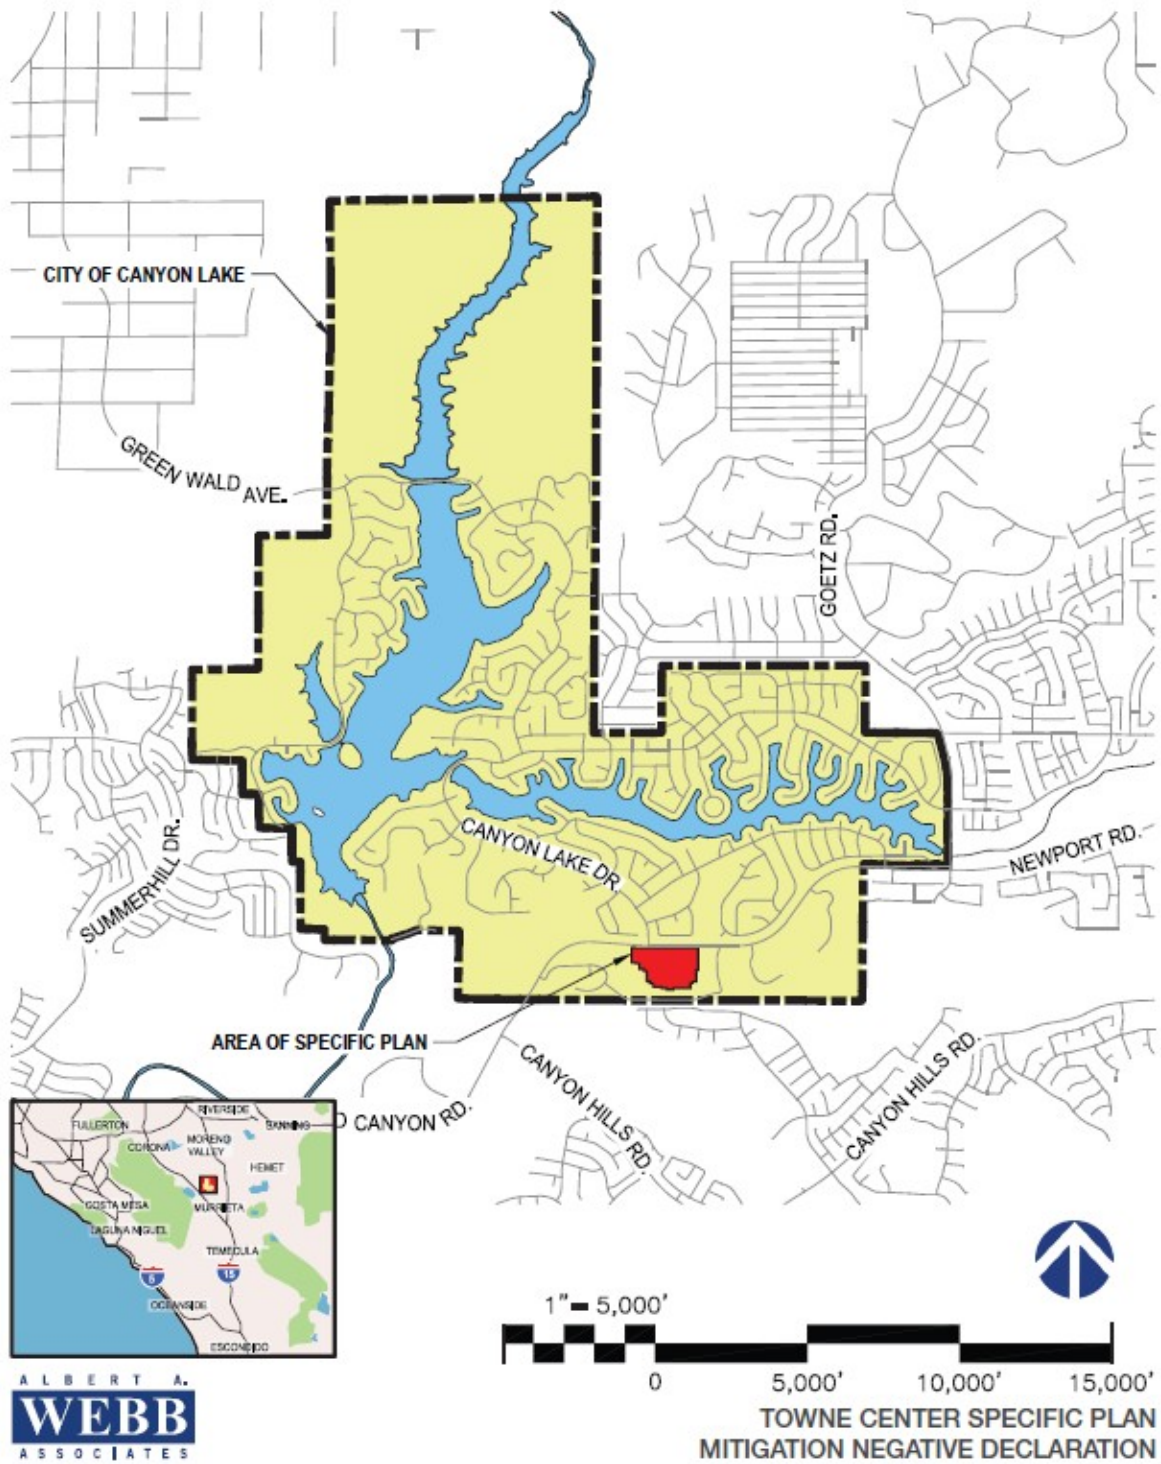 CITY OF CANYON LAKE
GREEN WALD AVE.
GOETZ RD.
CANYON LAKE DR.
NEWPORT RD.
SUMMERHILL DR.
AREA OF SPECIFIC PLAN
CANYON HILLS RD.
CANYON HILLS RD.
D CANYON RD.
RIVERSIDE
FULLERTON
BANNING
CORONA
MORENO
VALLEY
HEMET
COSTA MESA
MURRIETA
LAGUNA NIGUEL
TEMECULA
5
15
OCEANSIDE
ESCONDIDO
1" = 5,000'
0 5,000' 10,000' 15,000'
ALBERT A.
WEBB
ASSOCIATES
TOWNE CENTER SPECIFIC PLAN
MITIGATION NEGATIVE DECLARATION